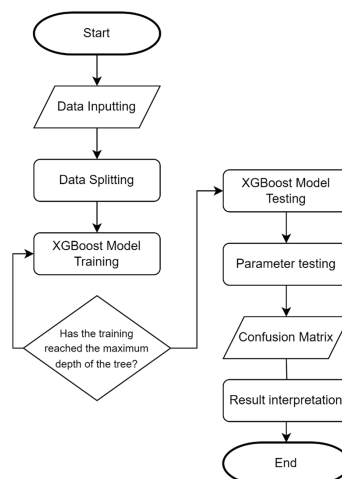 Start
Data Inputting
Data Splitting
XGBoost Model
Training
Has the training
reached the maximum
depth of the tree?
XGBoost Model
Testing
Parameter testing
Confusion Matrix
Result interpretation
End